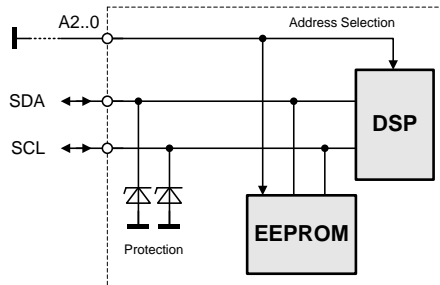 A2..0
Address Selection
SDA
DSP
SCL
EEPROM
Protection